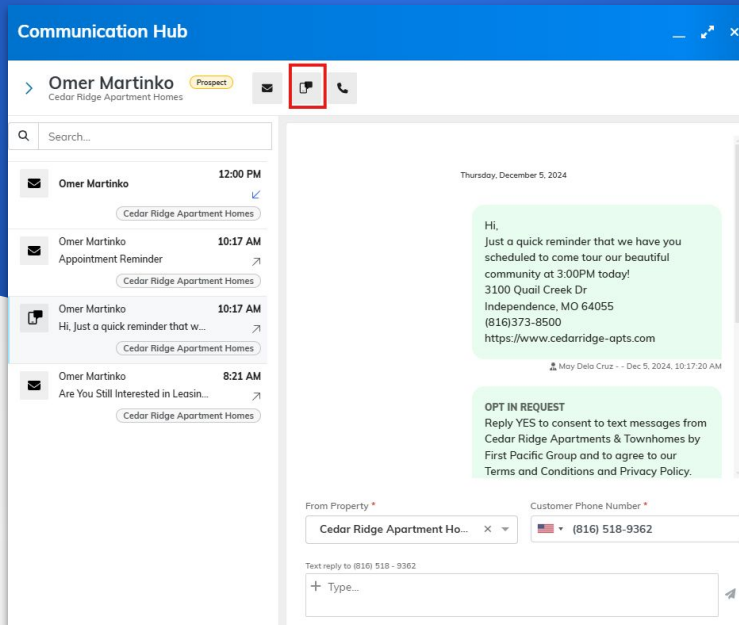 Communication Hub
Omer Martinko
Prospect
Cedar Ridge Apartment Homes
Search...
12:00 PM
Omer Martinko
Cedar Ridge Apartment Homes
Omer Martinko
10:17 AM
Appointment Reminder
Cedar Ridge Apartment Homes
Omer Martinko
10:17 AM
Hi, Just a quick reminder that w...
Cedar Ridge Apartment Homes
Omer Martinko
8:21 AM
Are You Still Interested in Leasin...
Cedar Ridge Apartment Homes
Thursday, December 5, 2024
Hi,
Just a quick reminder that we have you
scheduled to come tour our beautiful
community at 3:00PM today!
3100 Quail Creek Dr
Independence, MO 64055
(816)373-8500
https://www.cedarridge-apts.com
May Dela Cruz - - Dec 5, 2024, 10:17:20 AM
OPT IN REQUEST
Reply YES to consent to text messages from
Cedar Ridge Apartments & Townhomes by
First Pacific Group and to agree to our
Terms and Conditions and Privacy Policy.
From Property *
Customer Phone Number *
Cedar Ridge Apartment Ho...
(816) 518-9362
Text reply to (816) 518 - 9362
Type...